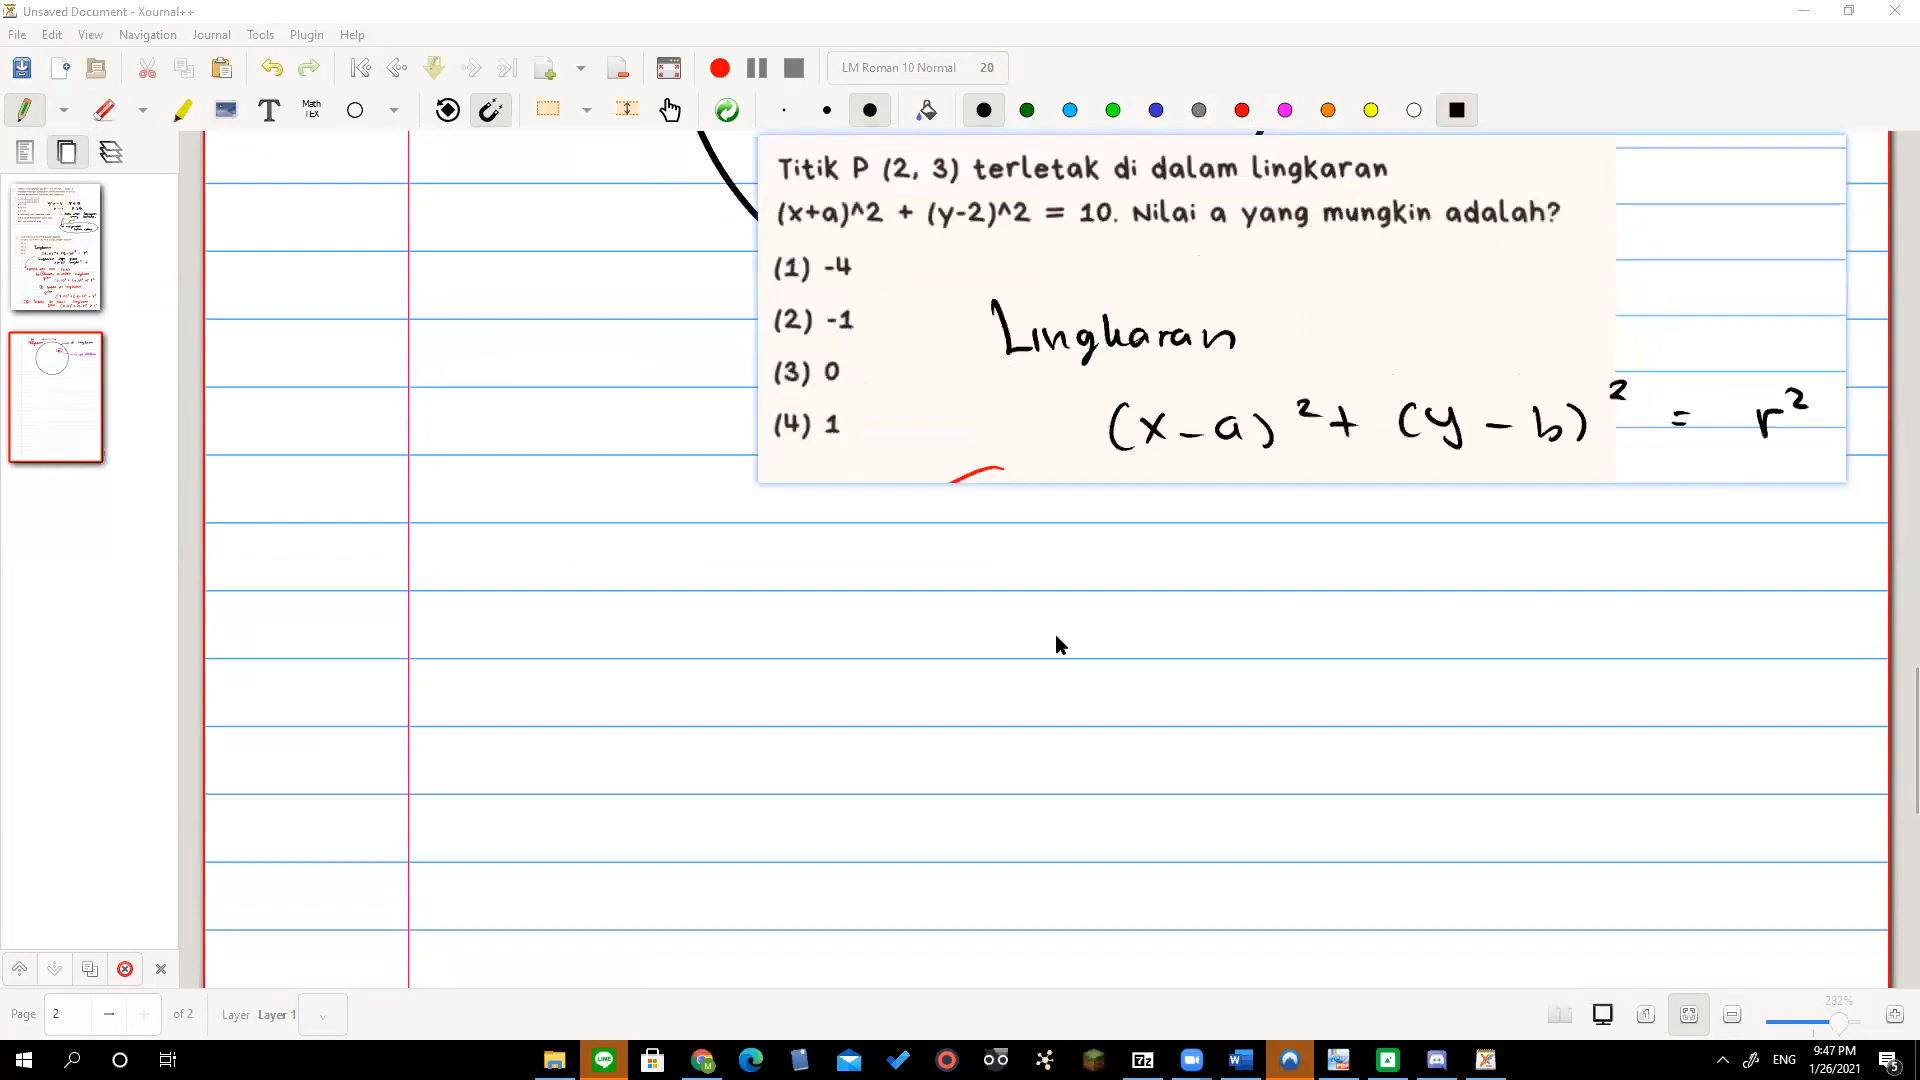 Unsaved Document - Xournal++
File Edit View Navigation Journal Tools Plugin Help
LM Roman 10 Normal 20
Math
TEX
Titik P (2, 3) terletak di dalam lingkaran
(x+a)^2 + (y-2)^2 = 10. Nilai a yang mungkin adalah?
(1) -4
(2) -1
(3) 0
(4) 1
Lingkaran
(x-a)² + (y-b)² = r²
Page 2 of 2 Layer Layer 1
282%
ENG
9:47 PM
1/26/2021
5